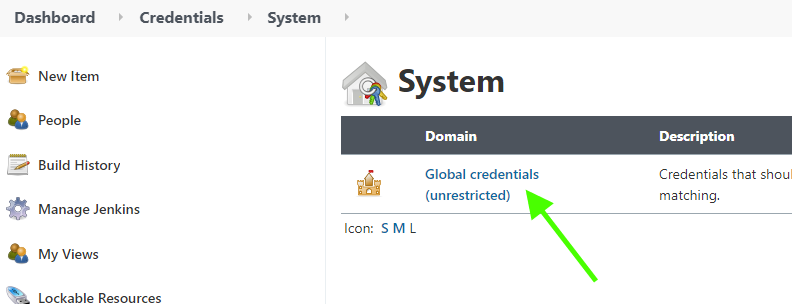 Dashboard Credentials System
New Item
People
Build History
Manage Jenkins
My Views
Lockable Resources
System
Domain Description
Global credentials
(unrestricted)
Credentials that
matching.
Icon: S M L